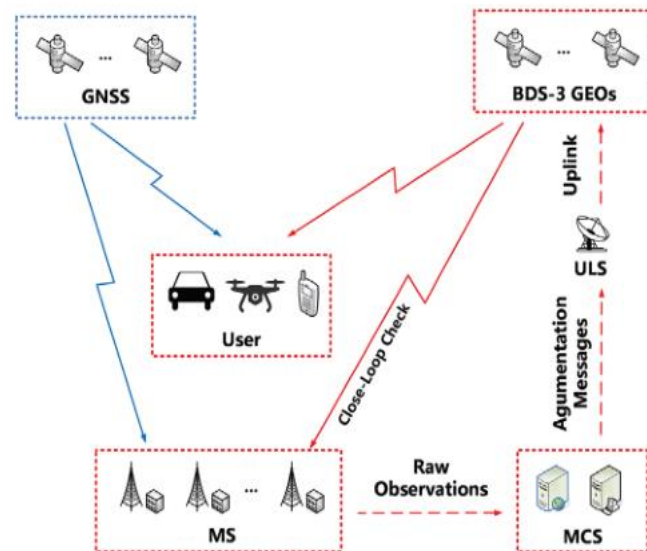 ...
...
GNSS
BDS-3 GEOs
Uplink
ULS
User
Close-Loop Check
Agumentation
Messages
...
Raw
Observations
MS
MCS